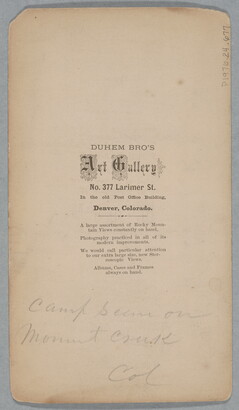 DUHEM BRO'S
Art Gallery
No. 377 Larimer St.
In the old Post Office Building,
Denver, Colorado.
A large assortment of Rocky Moun-
tain Views constantly on hand.
Photography practised in all of its
modern improvements.
We would call particular attention
to our extra large size, new Ster-
eoscopic Views.
Albums, Cases and Frames
always on hand.
Camp Scene on
Monument Creek
Col